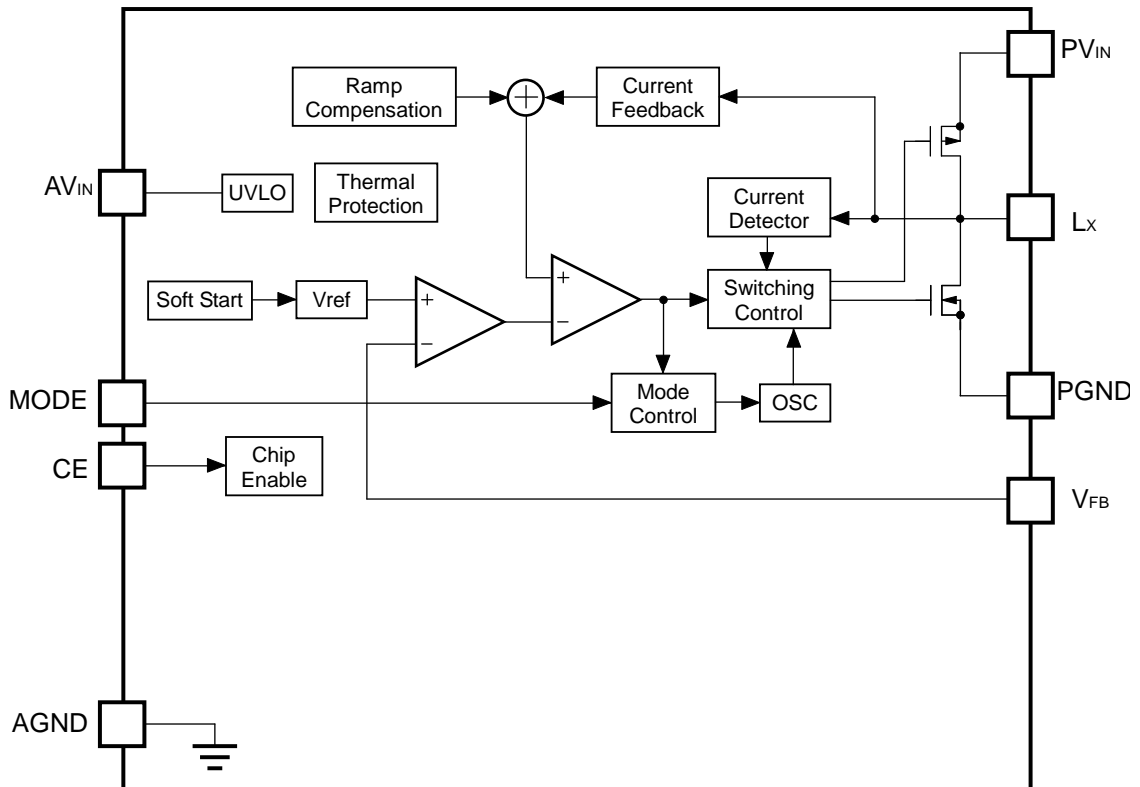 PVIN
Ramp
Compensation
Current
Feedback
AVIN
UVLO
Thermal
Protection
Current
Detector
LX
Soft Start
Vref
+
−
+
−
Switching
Control
MODE
Mode
Control
OSC
PGND
CE
Chip
Enable
VFB
AGND